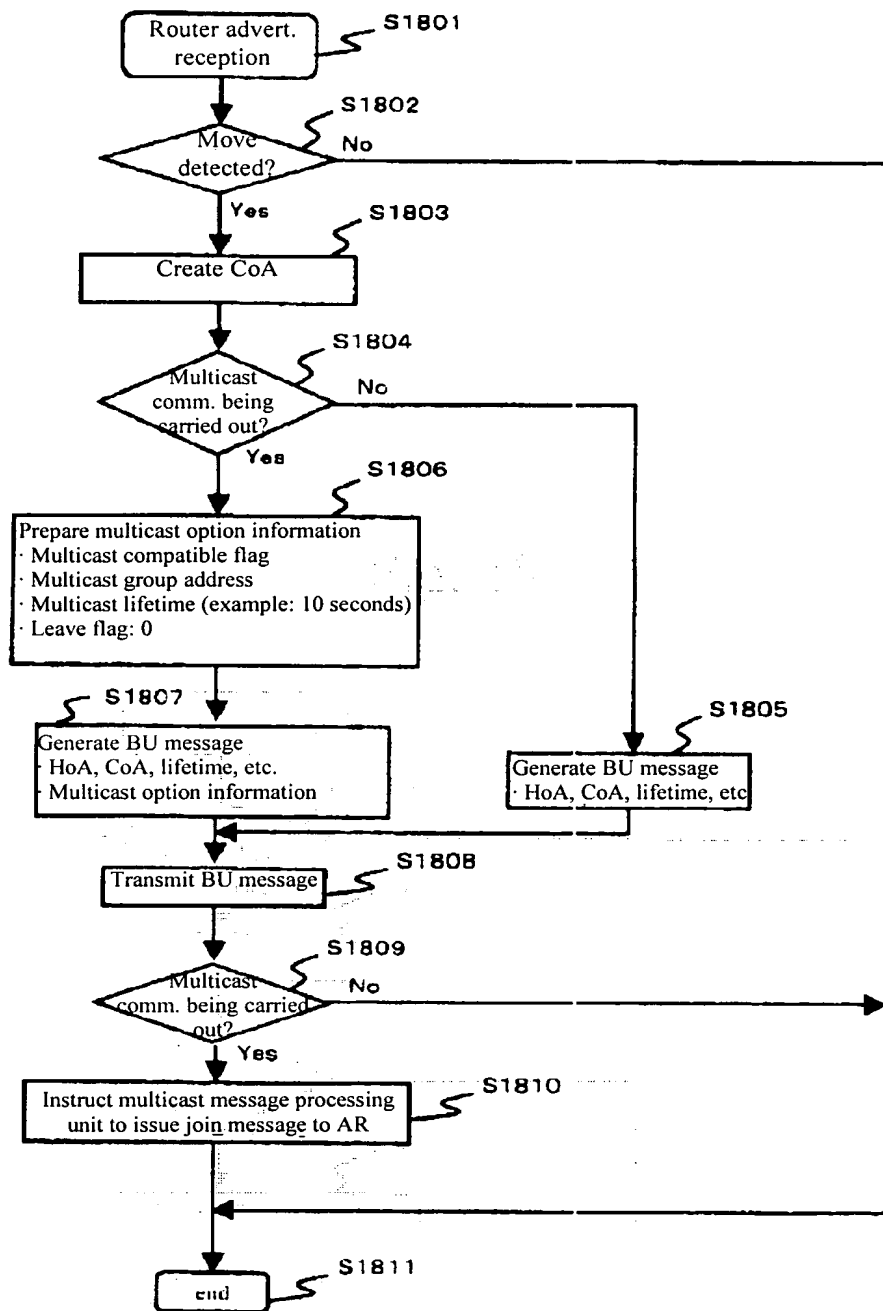 Router advert.
reception
S1801
S1802
Move
detected?
No
Yes
S1803
Create CoA
S1804
Multicast
comm. being
carried out?
No
Yes
S1806
Prepare multicast option information
· Multicast compatible flag
· Multicast group address
· Multicast lifetime (example: 10 seconds)
· Leave flag: 0
S1807
Generate BU message
· HoA, CoA, lifetime, etc.
· Multicast option information
S1805
Generate BU message
· HoA, CoA, lifetime, etc
Transmit BU message
S1808
S1809
Multicast
comm. being carried
out?
No
Yes
S1810
Instruct multicast message processing
unit to issue join message to AR
S1811
end